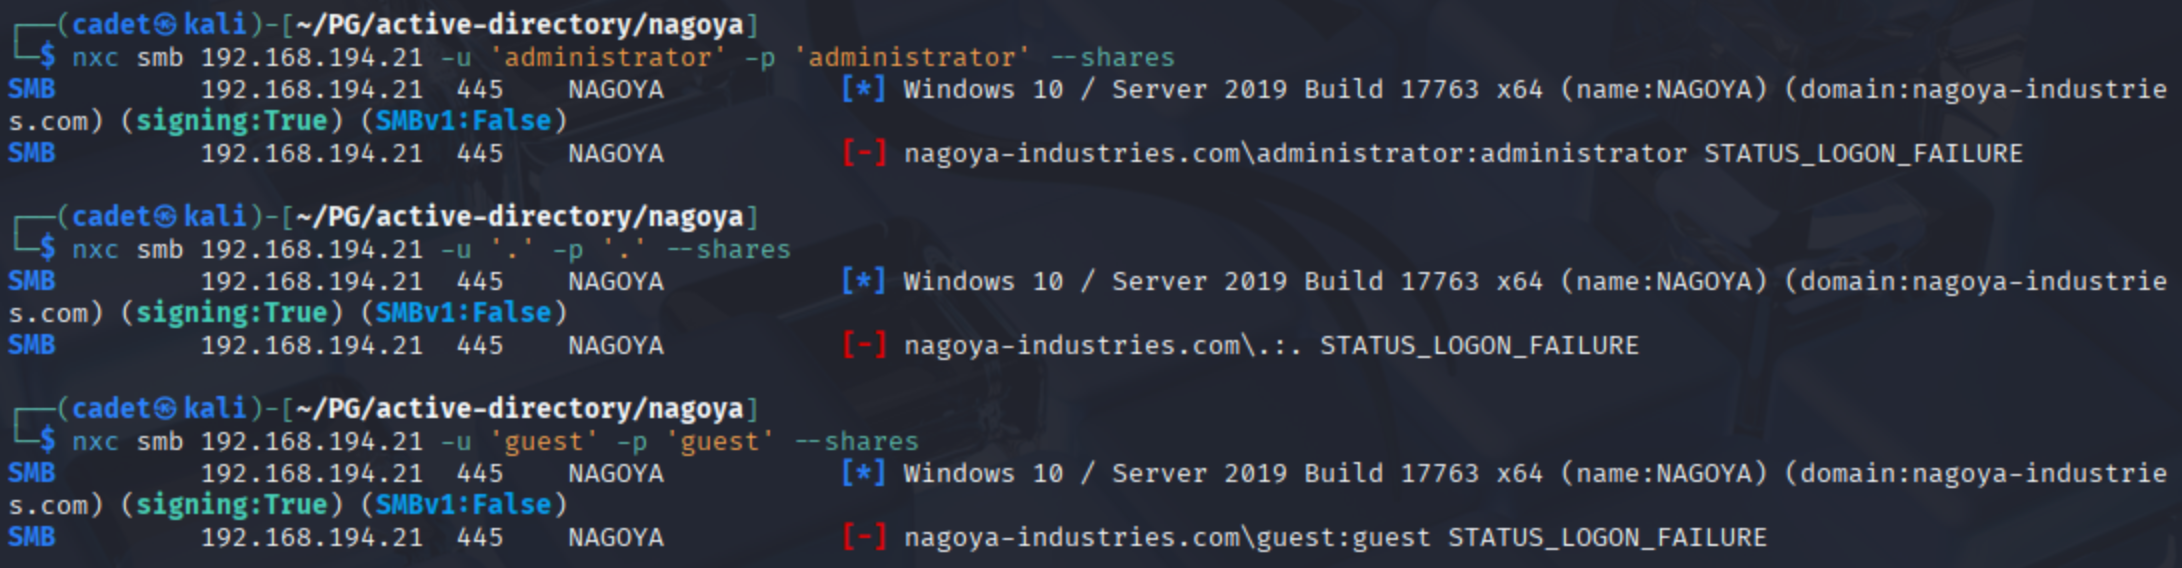 ┌──(cadet㉿kali)-[~/PG/active-directory/nagoya]
└─$ nxc smb 192.168.194.21 -u 'administrator' -p 'administrator' --shares
SMB         192.168.194.21  445    NAGOYA           [*] Windows 10 / Server 2019 Build 17763 x64 (name:NAGOYA) (domain:nagoya-industrie
s.com) (signing:True) (SMBv1:False)
SMB         192.168.194.21  445    NAGOYA           [-] nagoya-industries.com\administrator:administrator STATUS_LOGON_FAILURE
┌──(cadet㉿kali)-[~/PG/active-directory/nagoya]
└─$ nxc smb 192.168.194.21 -u '.' -p '.' --shares
SMB         192.168.194.21  445    NAGOYA           [*] Windows 10 / Server 2019 Build 17763 x64 (name:NAGOYA) (domain:nagoya-industrie
s.com) (signing:True) (SMBv1:False)
SMB         192.168.194.21  445    NAGOYA           [-] nagoya-industries.com\.:. STATUS_LOGON_FAILURE
┌──(cadet㉿kali)-[~/PG/active-directory/nagoya]
└─$ nxc smb 192.168.194.21 -u 'guest' -p 'guest' --shares
SMB         192.168.194.21  445    NAGOYA           [*] Windows 10 / Server 2019 Build 17763 x64 (name:NAGOYA) (domain:nagoya-industrie
s.com) (signing:True) (SMBv1:False)
SMB         192.168.194.21  445    NAGOYA           [-] nagoya-industries.com\guest:guest STATUS_LOGON_FAILURE